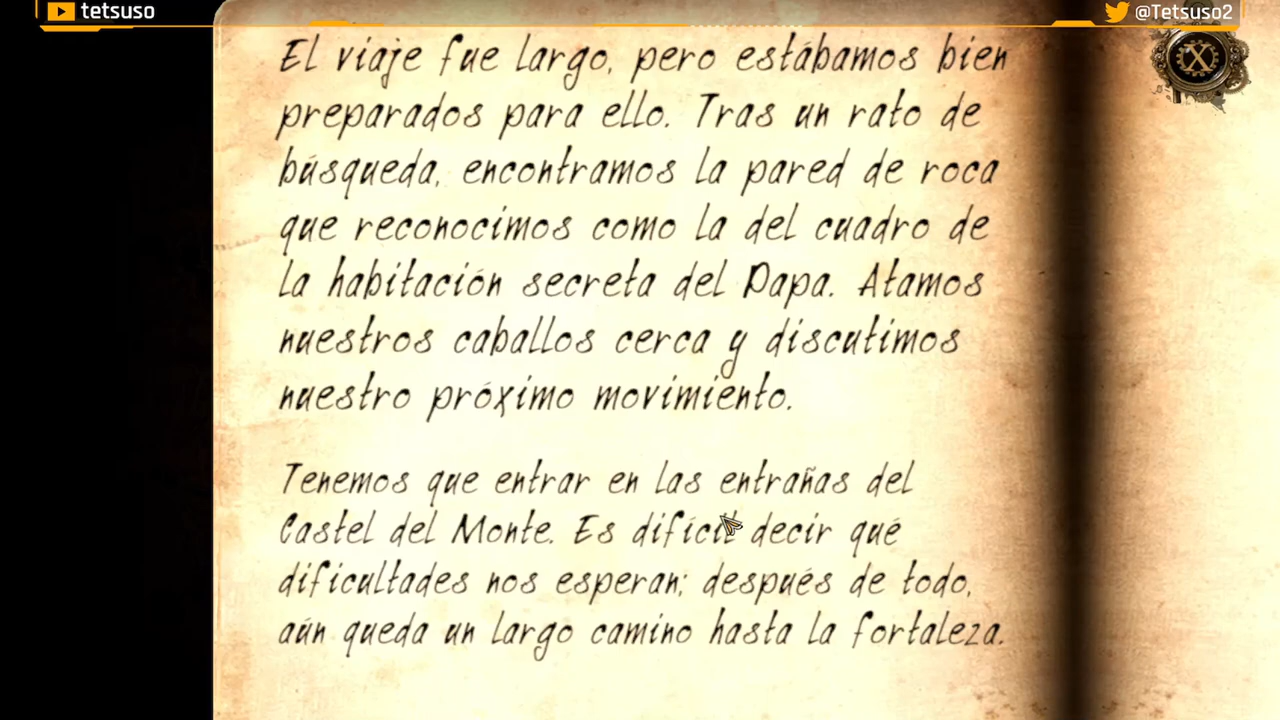 tetsuso
@Tetsuso2
El viaje fue largo, pero estábamos bien
preparados para ello. Tras un rato de
búsqueda, encontramos la pared de roca
que reconocimos como la del cuadro de
la habitación secreta del Papa. Atamos
nuestros caballos cerca y discutimos
nuestro próximo movimiento.
Tenemos que entrar en las entrañas del
Castel del Monte. Es difícil decir qué
dificultades nos esperan; después de todo,
aún queda un largo camino hasta la fortaleza.
X